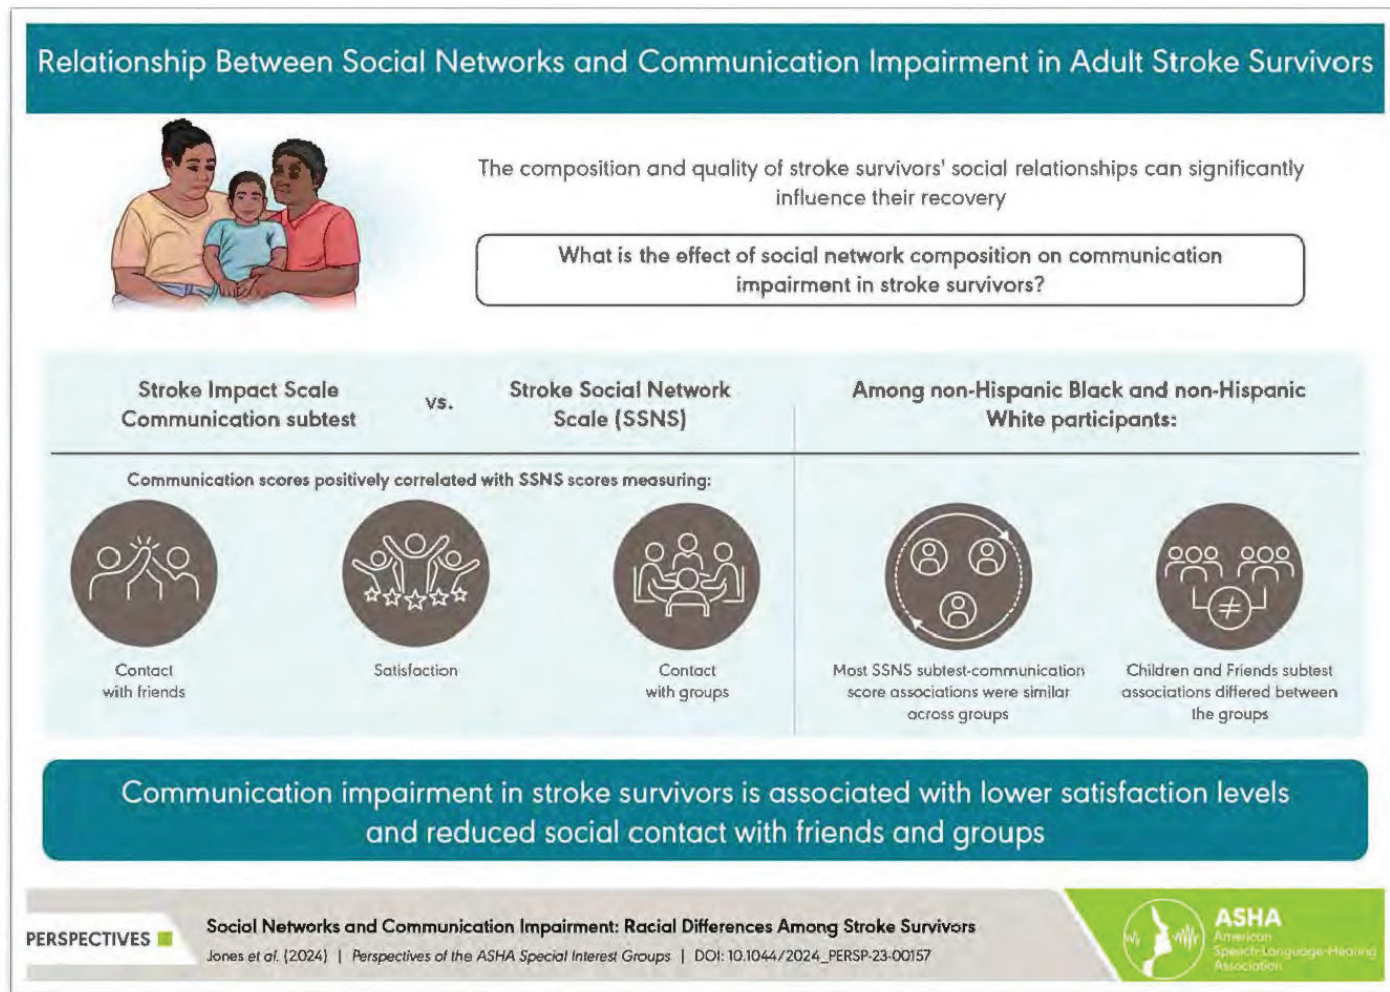 Relationship Between Social Networks and Communication Impairment in Adult Stroke Survivors
The composition and quality of stroke survivors' social relationships can significantly
influence their recovery
What is the effect of social network composition on communication
impairment in stroke survivors?
Stroke Impact Scale
Communication subtest
vs.
Stroke Social Network
Scale (SSNS)
Communication scores positively correlated with SSNS scores measuring:
Contact
with friends
Satisfaction
Contact
with groups
Among non-Hispanic Black and non-Hispanic
White participants:
Most SSNS subtest-communication
score associations were similar
across groups
≠
Children and Friends subtest
associations differed between
the groups
Communication impairment in stroke survivors is associated with lower satisfaction levels
and reduced social contact with friends and groups
PERSPECTIVES
Social Networks and Communication Impairment: Racial Differences Among Stroke Survivors
Jones et al. (2024) | Perspectives of the ASHA Special Interest Groups | DOI: 10.1044/2024_PERSP-23-00157
ASHA
American
Speech-Language-Hearing
Association